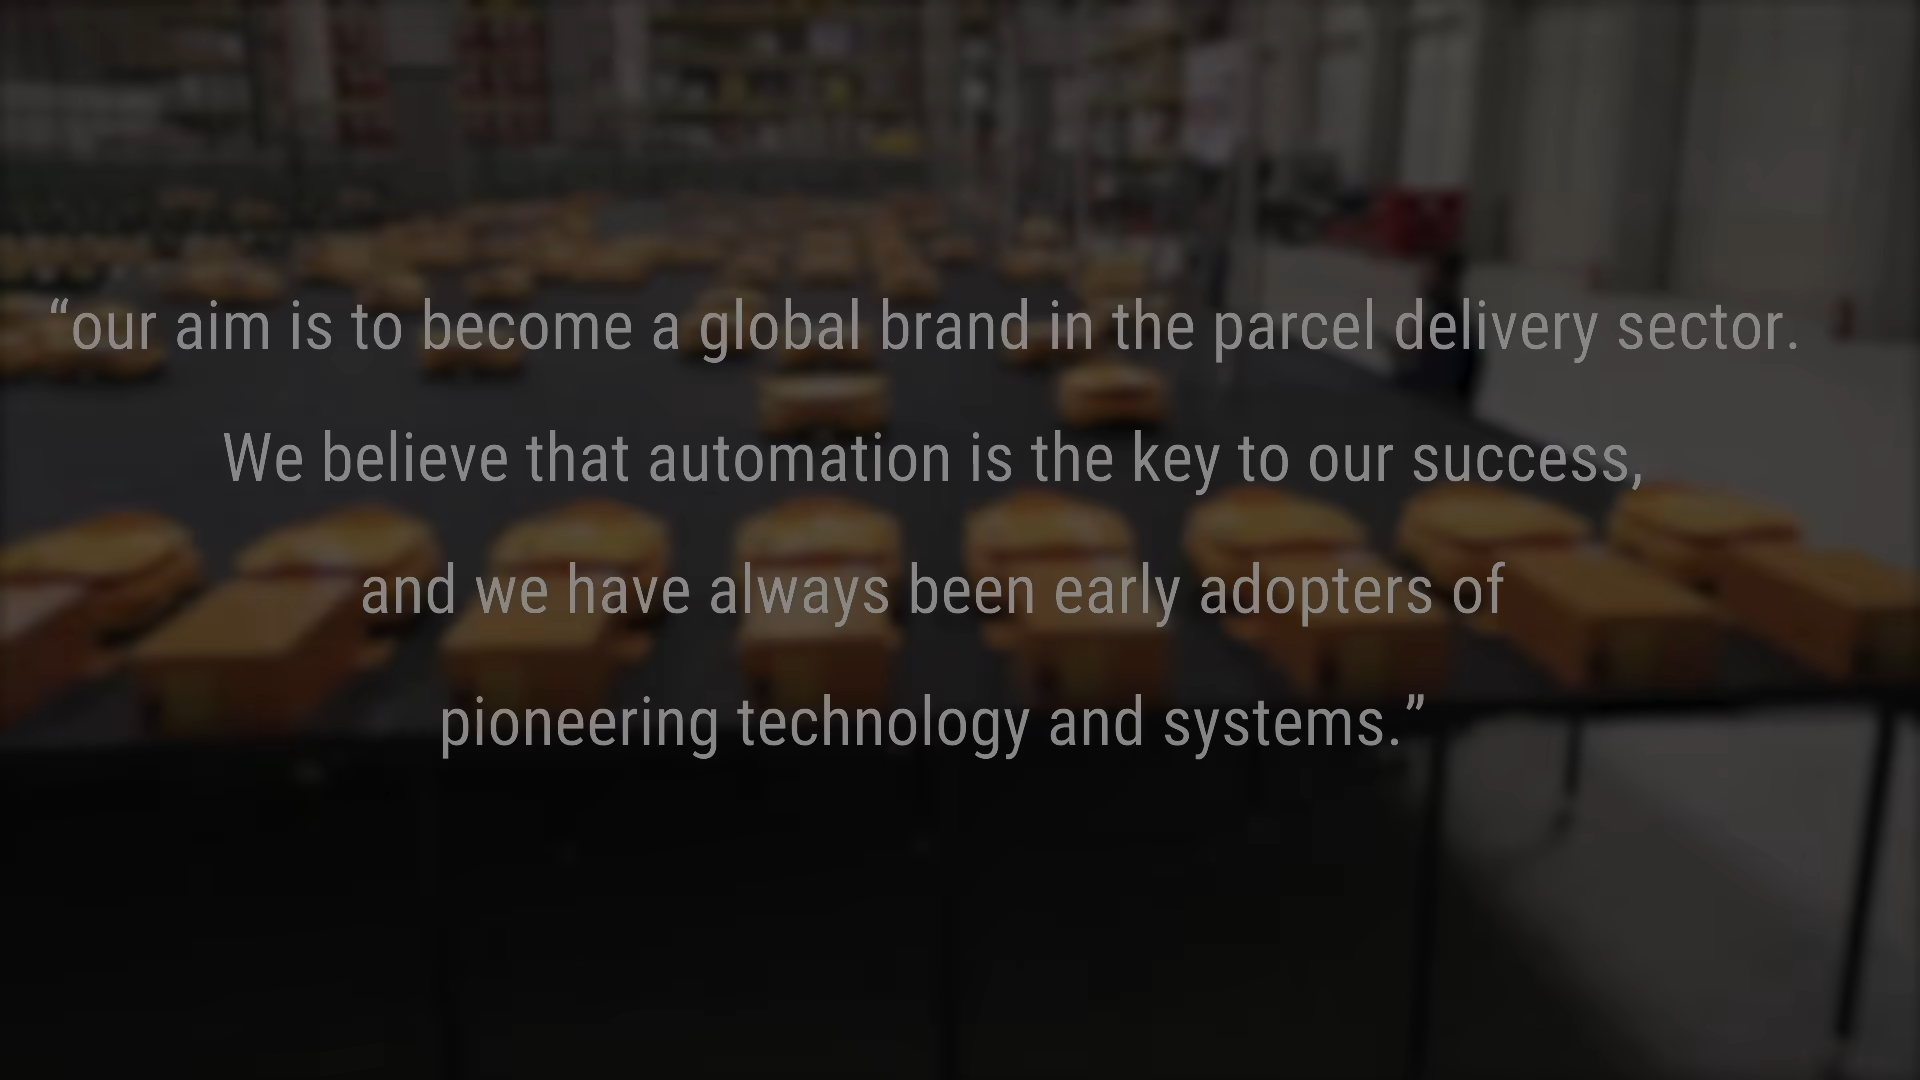 “our aim is to become a global brand in the parcel delivery sector.
We believe that automation is the key to our success,
and we have always been early adopters of
pioneering technology and systems.”